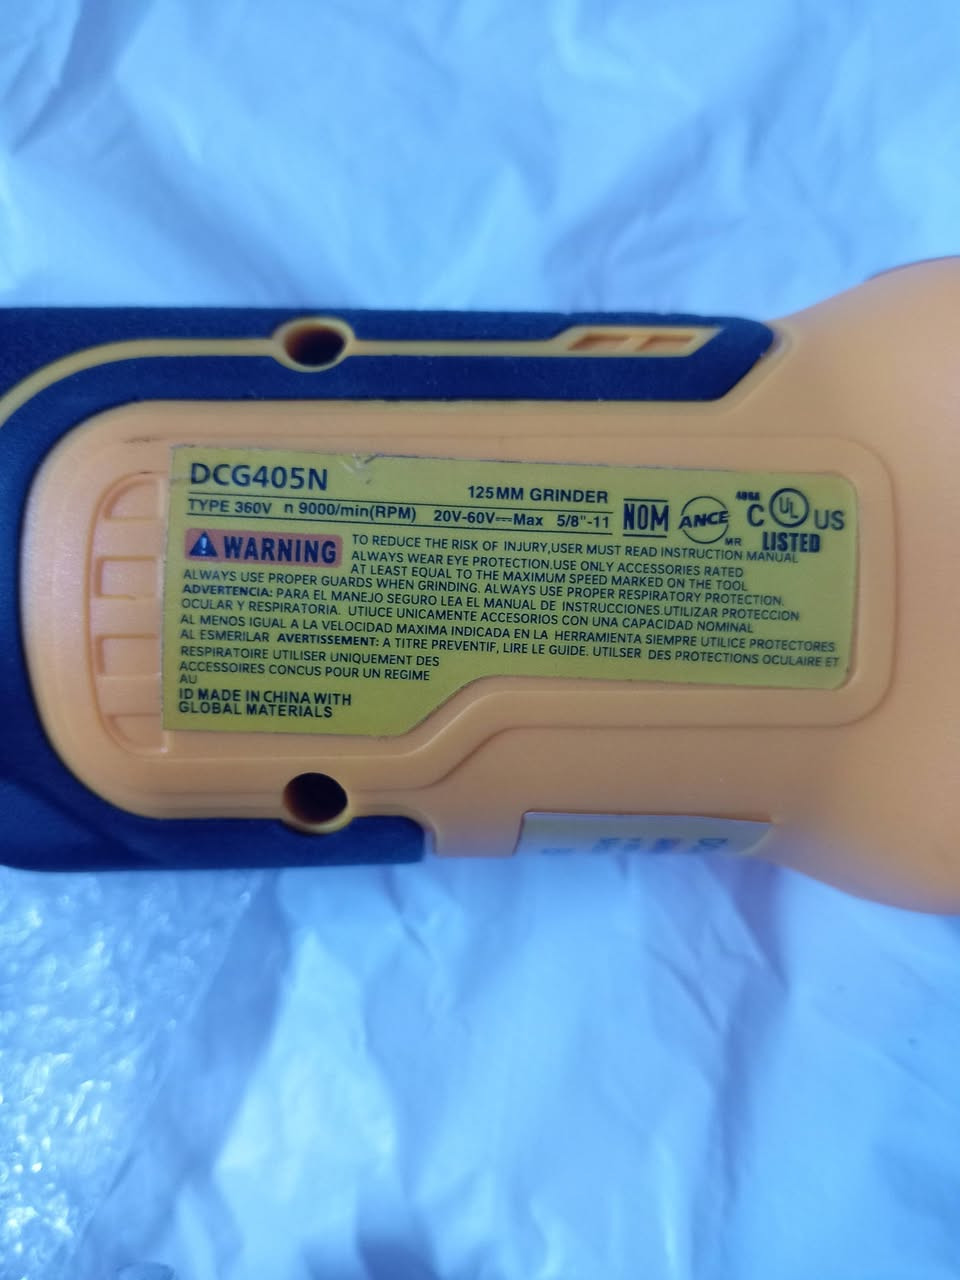 DCG405N
125MM GRINDER
TYPE 360V n 9000/min(RPM) 20V-60V⎓Max 5/8"-11
NOM
ANCE
MR
C UL US
LISTED
WARNING
TO REDUCE THE RISK OF INJURY,USER MUST READ INSTRUCTION MANUAL
ALWAYS WEAR EYE PROTECTION.USE ONLY ACCESSORIES RATED
AT LEAST EQUAL TO THE MAXIMUM SPEED MARKED ON THE TOOL
ALWAYS USE PROPER GUARDS WHEN GRINDING. ALWAYS USE PROPER RESPIRATORY PROTECTION.
ADVERTENCIA: PARA EL MANEJO SEGURO LEA EL MANUAL DE INSTRUCCIONES.UTILIZAR PROTECCION
OCULAR Y RESPIRATORIA. UTIUCE UNICAMENTE ACCESORIOS CON UNA CAPACIDAD NOMINAL
AL MENOS IGUAL A LA VELOCIDAD MAXIMA INDICADA EN LA HERRAMIENTA SIEMPRE UTILICE PROTECTORES
AL ESMERILAR AVERTISSEMENT: A TITRE PREVENTIF, LIRE LE GUIDE. UTILSER DES PROTECTIONS OCULAIRE ET
RESPIRATOIRE UTILISER UNIQUEMENT DES
ACCESSOIRES CONCUS POUR UN REGIME
AU
ID MADE IN CHINA WITH
GLOBAL MATERIALS